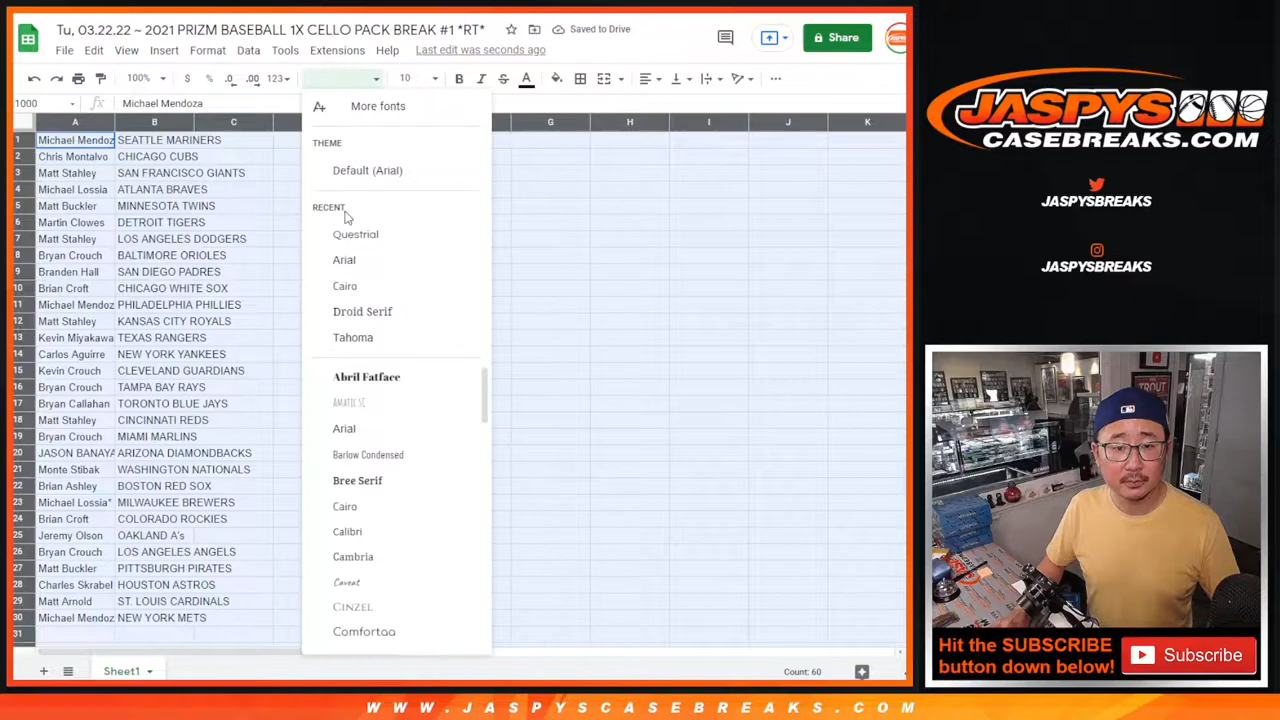 Tu, 03.22.22 ~ 2021 PRIZM BASEBALL 1X CELLO PACK BREAK #1 *RT*
Saved to Drive
File Edit View Insert Format Data Tools Extensions Help Last edit was seconds ago
Share
100% $ % .0 .00 123 10 B I S A
1000 fx Michael Mendoza
A B C G H I J K
1 Michael Mendoz SEATTLE MARINERS
2 Chris Montalvo CHICAGO CUBS
3 Matt Stahley SAN FRANCISCO GIANTS
4 Michael Lossia ATLANTA BRAVES
5 Matt Buckler MINNESOTA TWINS
6 Martin Clowes DETROIT TIGERS
7 Matt Stahley LOS ANGELES DODGERS
8 Bryan Crouch BALTIMORE ORIOLES
9 Branden Hall SAN DIEGO PADRES
10 Brian Croft CHICAGO WHITE SOX
11 Michael Mendoz PHILADELPHIA PHILLIES
12 Matt Stahley KANSAS CITY ROYALS
13 Kevin Miyakawa TEXAS RANGERS
14 Carlos Aguirre NEW YORK YANKEES
15 Kevin Crouch CLEVELAND GUARDIANS
16 Bryan Crouch TAMPA BAY RAYS
17 Bryan Callahan TORONTO BLUE JAYS
18 Matt Stahley CINCINNATI REDS
19 Bryan Crouch MIAMI MARLINS
20 JASON BANAYA ARIZONA DIAMONDBACKS
21 Monte Stibak WASHINGTON NATIONALS
22 Brian Ashley BOSTON RED SOX
23 Michael Lossia* MILWAUKEE BREWERS
24 Brian Croft COLORADO ROCKIES
25 Jeremy Olson OAKLAND A's
26 Bryan Crouch LOS ANGELES ANGELS
27 Matt Buckler PITTSBURGH PIRATES
28 Charles Skrabel HOUSTON ASTROS
29 Matt Arnold ST. LOUIS CARDINALS
30 Michael Mendoz NEW YORK METS
31
More fonts
THEME
Default (Arial)
RECENT
Questrial
Arial
Cairo
Droid Serif
Tahoma
Abril Fatface
AMATIC SC
Arial
Barlow Condensed
Bree Serif
Cairo
Calibri
Cambria
Caveat
CINZEL
Comfortaa
Sheet1
Count: 60
JASPYS
CASEBREAKS.COM
JASPYSBREAKS
JASPYSBREAKS
TROUT
Hit the SUBSCRIBE
button down below!
Subscribe
WWW.JASPYSCASEBREAKS.COM